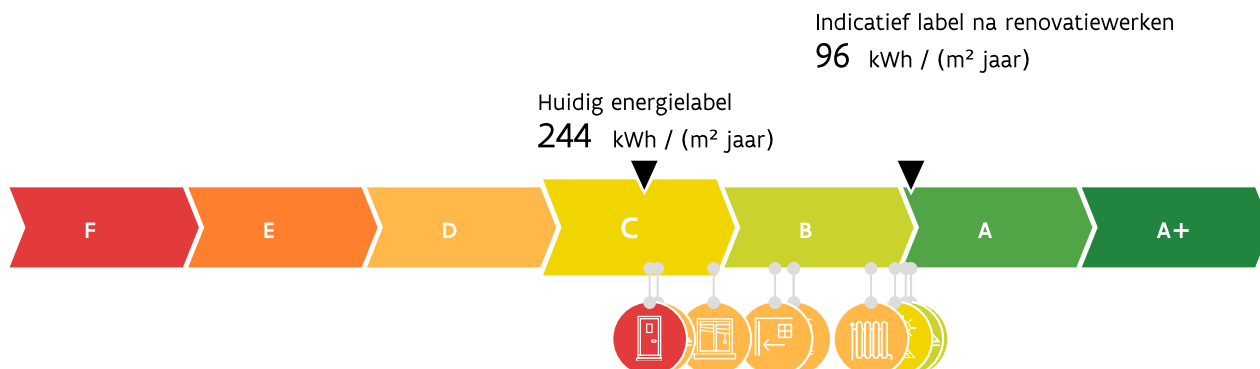 Indicatief label na renovatiewerken
96 kWh / (m² jaar)
Huidig energielabel
244 kWh / (m² jaar)
F E D C B A A+